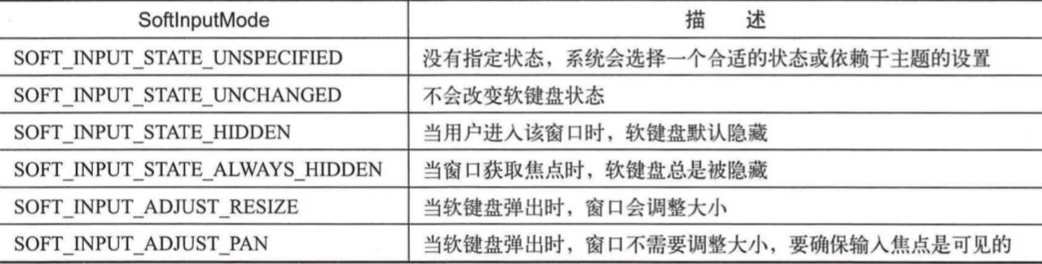 SoftInputMode 描 述
SOFT_INPUT_STATE_UNSPECIFIED 没有指定状态，系统会选择一个合适的状态或依赖于主题的设置
SOFT_INPUT_STATE_UNCHANGED 不会改变软键盘状态
SOFT_INPUT_STATE_HIDDEN 当用户进入该窗口时，软键盘默认隐藏
SOFT_INPUT_STATE_ALWAYS_HIDDEN 当窗口获取焦点时，软键盘总是被隐藏
SOFT_INPUT_ADJUST_RESIZE 当软键盘弹出时，窗口会调整大小
SOFT_INPUT_ADJUST_PAN 当软键盘弹出时，窗口不需要调整大小，要确保输入焦点是可见的